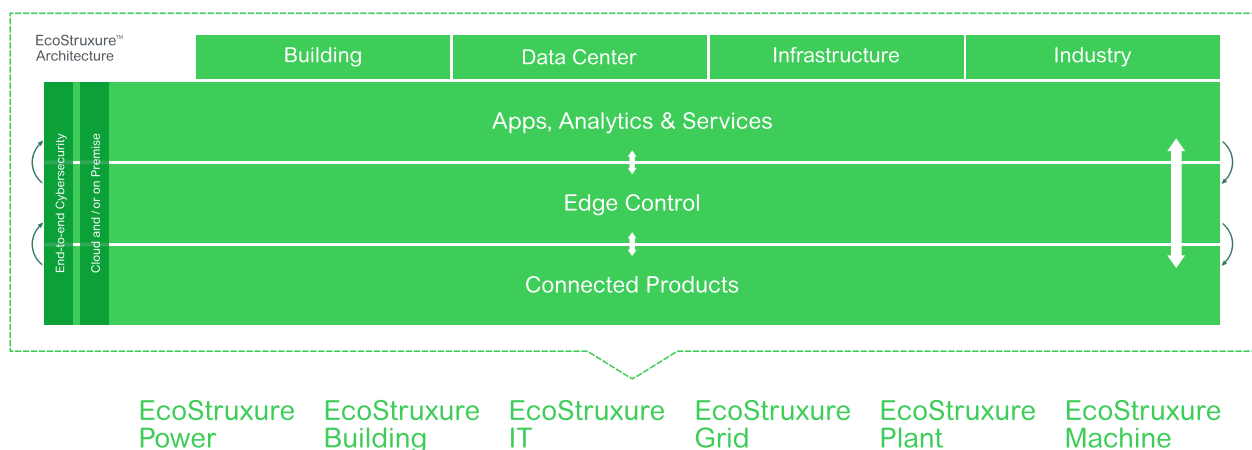 EcoStruxure™
Architecture
Building
Data Center
Infrastructure
Industry
End-to-end Cybersecurity
Cloud and / or on Premise
Apps, Analytics & Services
Edge Control
Connected Products
EcoStruxure
Power
EcoStruxure
Building
EcoStruxure
IT
EcoStruxure
Grid
EcoStruxure
Plant
EcoStruxure
Machine